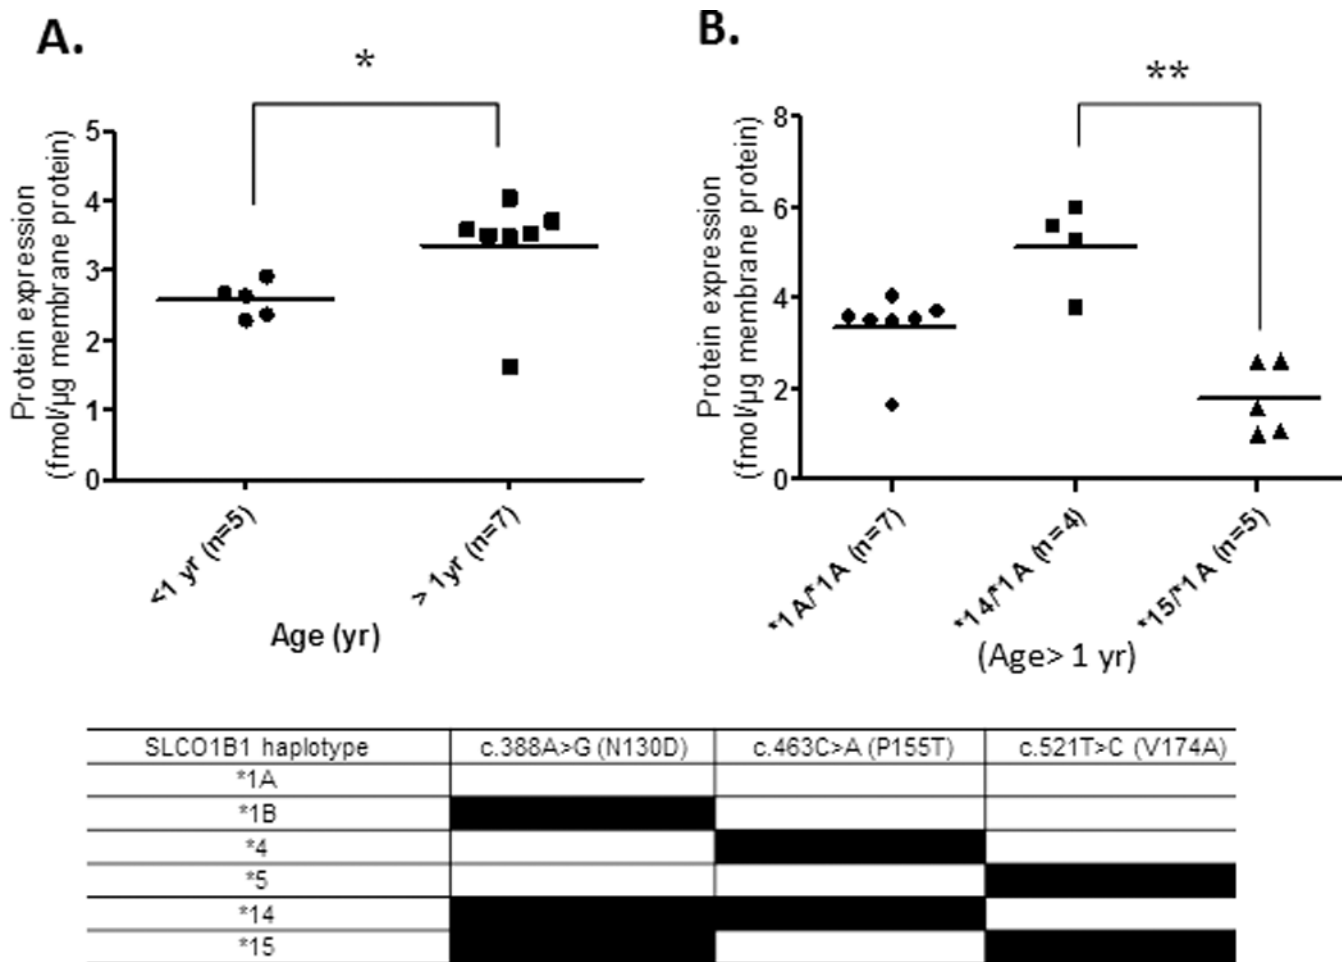 A.
*
Protein expression
(fmol/µg membrane protein)
5
4
3
2
1
0
<1 yr (n=5)
> 1yr (n=7)
Age (yr)
B.
**
Protein expression
(fmol/µg membrane protein)
8
6
4
2
0
*1A/*1A (n=7)
*14/*1A (n=4)
*15/*1A (n=5)
(Age> 1 yr)
SLCO1B1 haplotype c.388A>G (N130D) c.463C>A (P155T) c.521T>C (V174A)
*1A
*1B
*4
*5
*14
*15